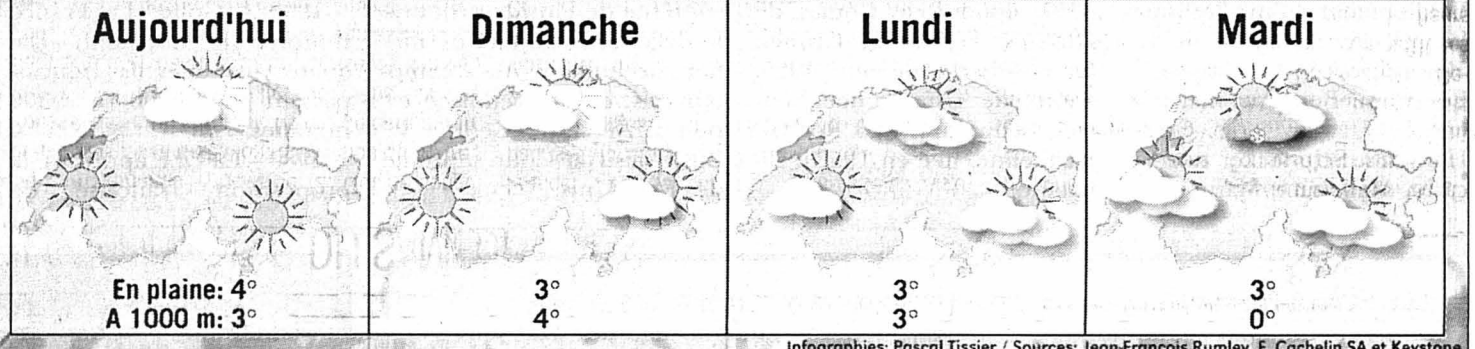 Aujourd'hui
En plaine: 4°
A 1000 m: 3°
Dimanche
3°
4°
Lundi
3°
3°
Mardi
3°
0°
Infographies: Pascal Tissier / Sources: Jean-François Rumley, F. Cachelin SA et Keystone